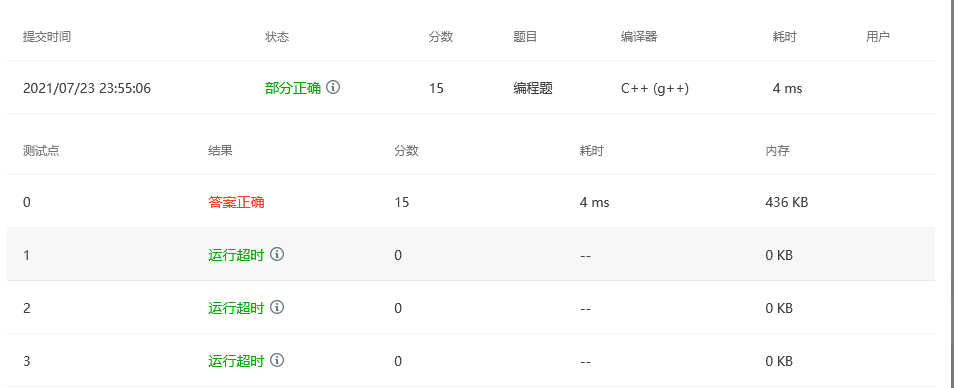 提交时间 状态 分数 题目 编译器 耗时 用户
2021/07/23 23:55:06 部分正确 15 编程题 C++ (g++) 4 ms
测试点 结果 分数 耗时 内存
0 答案正确 15 4 ms 436 KB
1 运行超时 0 -- 0 KB
2 运行超时 0 -- 0 KB
3 运行超时 0 -- 0 KB